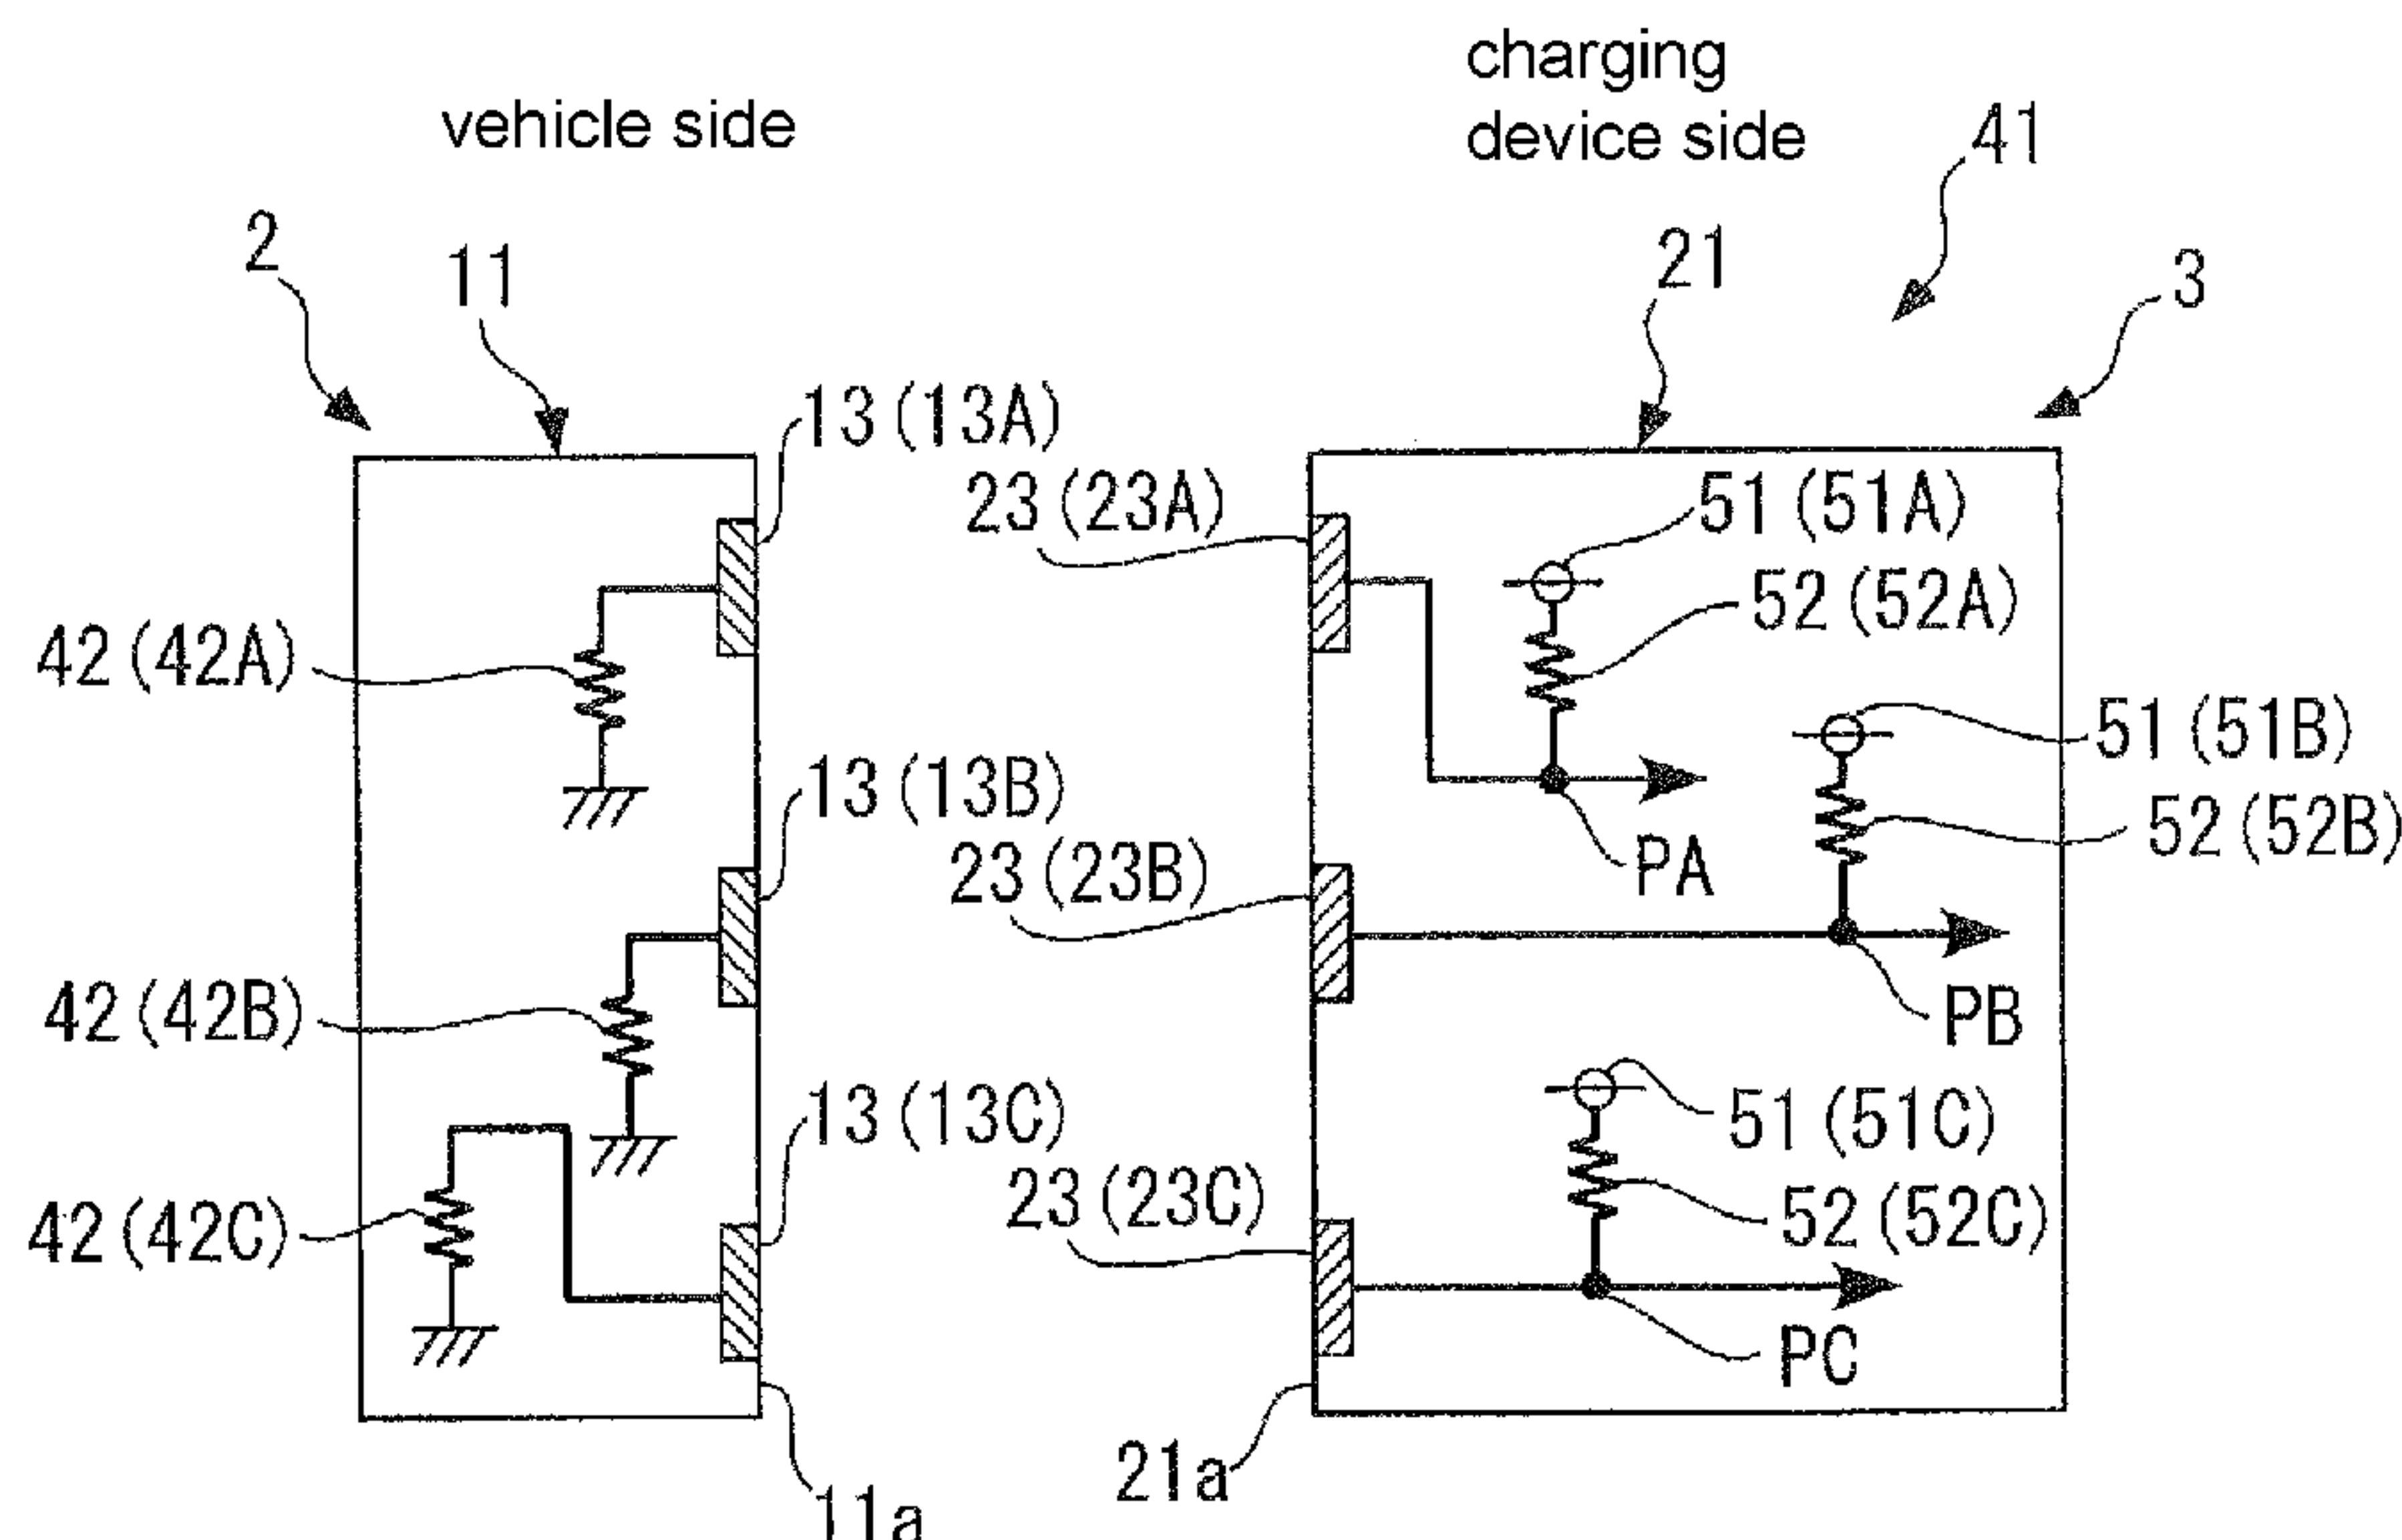 charging
device side
vehicle side
41
2
11
21
3
13 (13A)
23 (23A)
51 (51A)
52 (52A)
42 (42A)
51 (51B)
13 (13B)
52 (52B)
23 (23B)
PA
42 (42B)
PB
13 (13C)
51 (51C)
23 (23C)
52 (52C)
42 (42C)
PC
21a
11a